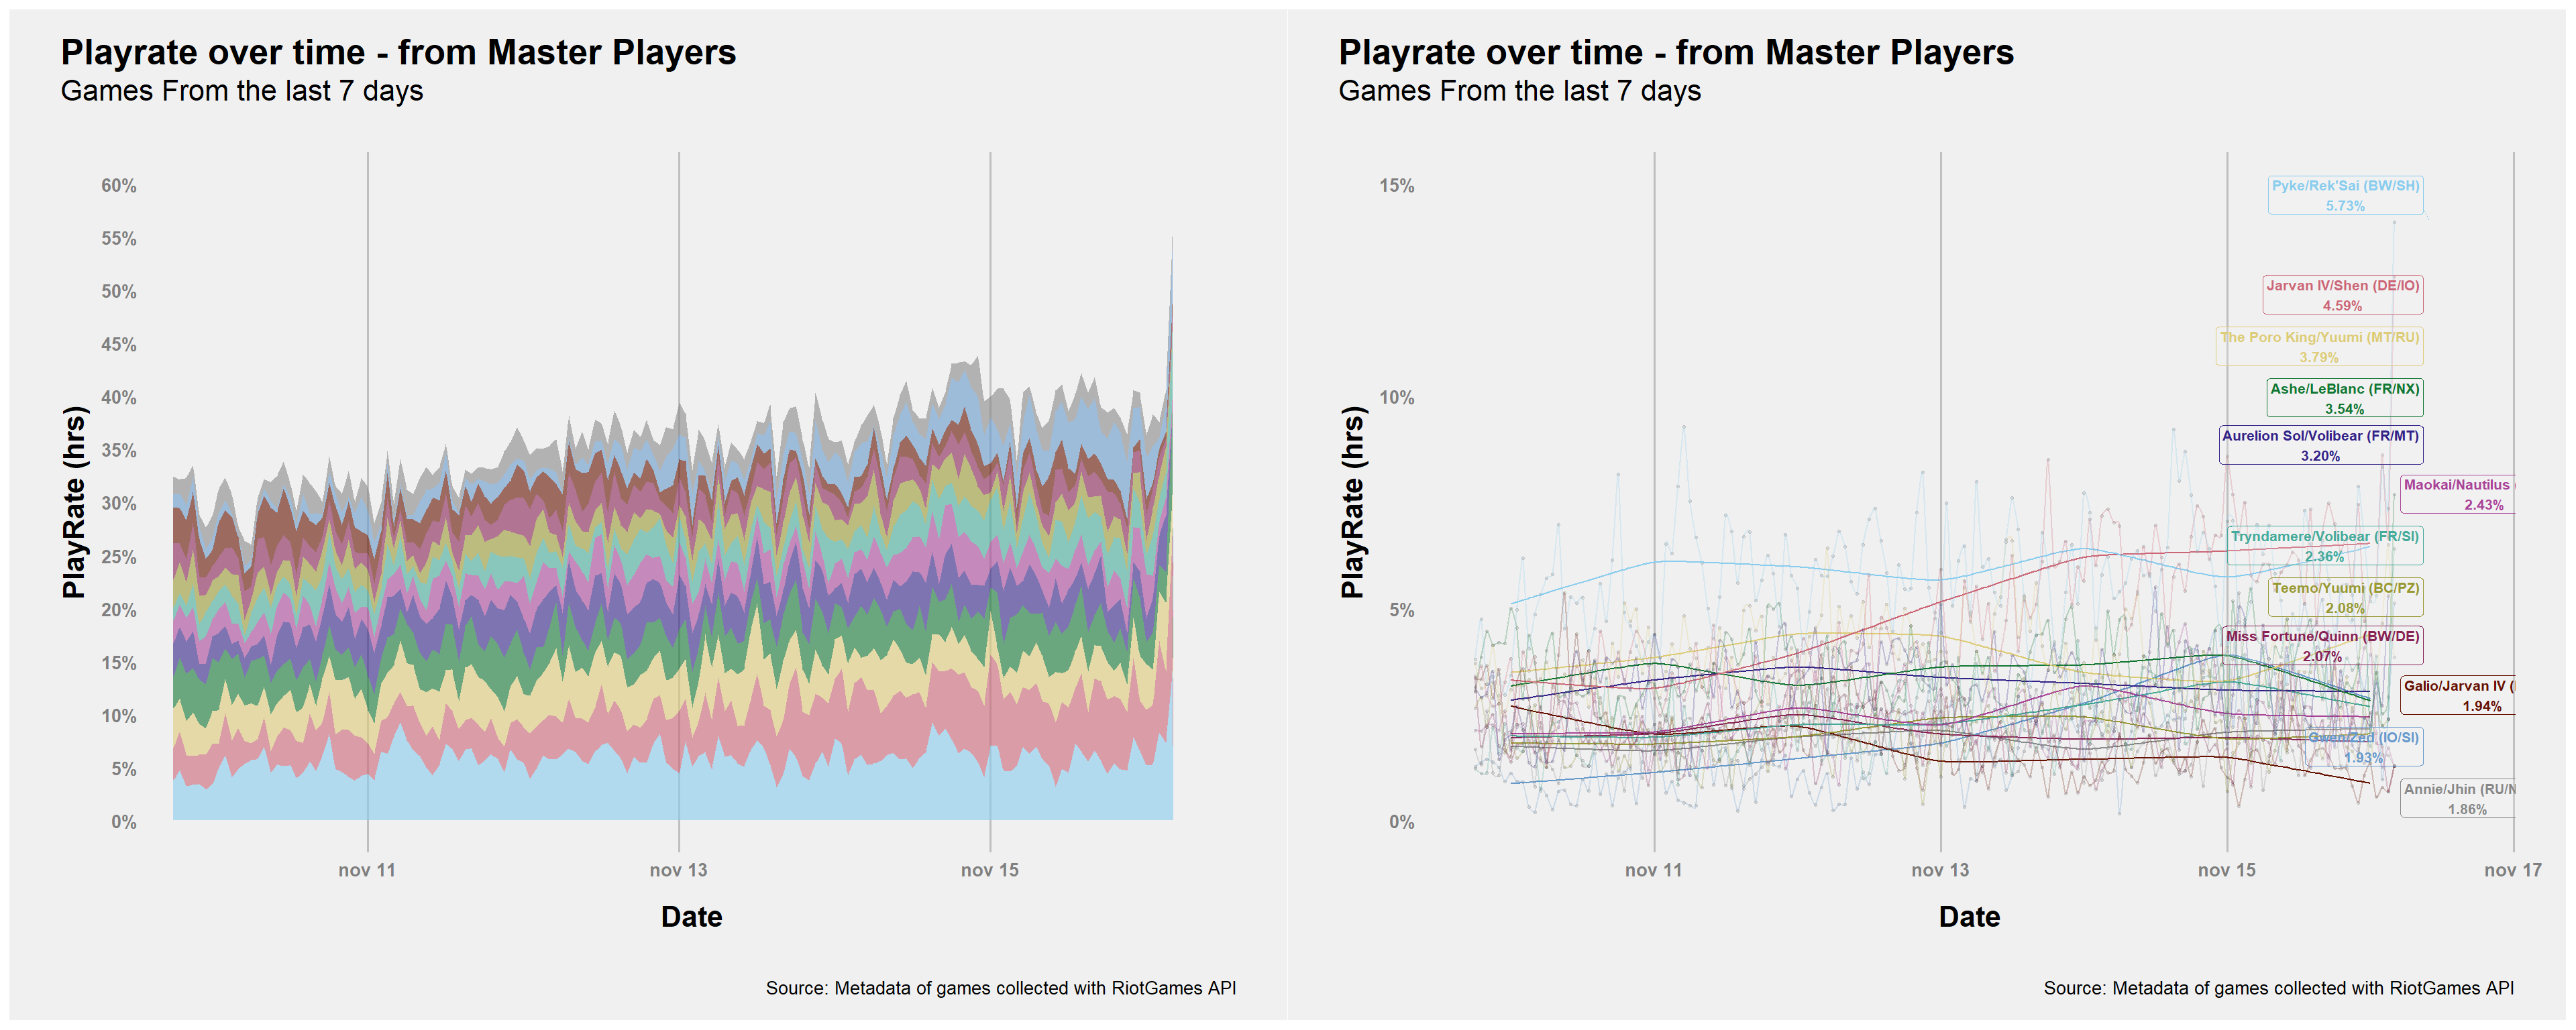 Playrate over time - from Master Players
Games From the last 7 days
PlayRate (hrs)
60%
55%
50%
45%
40%
35%
30%
25%
20%
15%
10%
5%
0%
nov 11
nov 13
nov 15
Date
Source: Metadata of games collected with RiotGames API
Playrate over time - from Master Players
Games From the last 7 days
PlayRate (hrs)
15%
10%
5%
0%
Pyke/Rek'Sai (BW/SH)
5.73%
Jarvan IV/Shen (DE/IO)
4.59%
The Poro King/Yuumi (MT/RU)
3.79%
Ashe/LeBlanc (FR/NX)
3.54%
Aurelion Sol/Volibear (FR/MT)
3.20%
Maokai/Nautilus
2.43%
Tryndamere/Volibear (FR/SI)
2.36%
Teemo/Yuumi (BC/PZ)
2.08%
Miss Fortune/Quinn (BW/DE)
2.07%
Galio/Jarvan IV (
1.94%
Gwen/Zed (IO/SI)
1.93%
Annie/Jhin (RU/N
1.86%
nov 11
nov 13
nov 15
nov 17
Date
Source: Metadata of games collected with RiotGames API